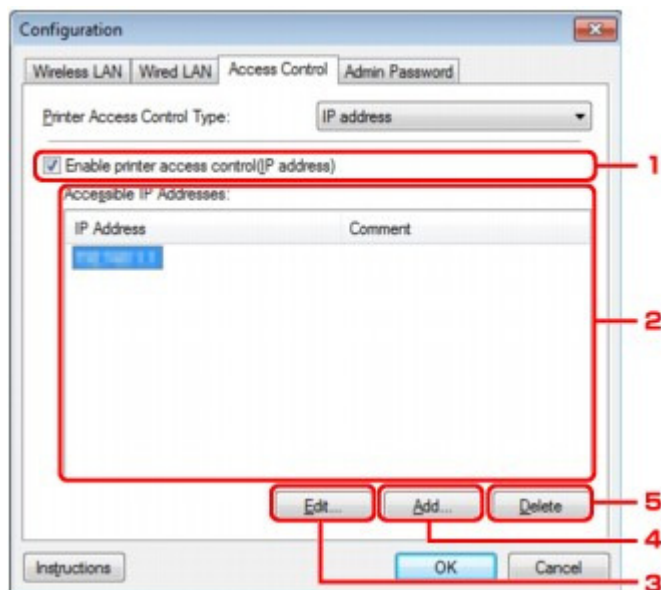 Configuration
Wireless LAN Wired LAN Access Control Admin Password
Printer Access Control Type: IP address
Enable printer access control(IP address) 1
Accessible IP Addresses:
IP Address Comment
2
Edit... Add... Delete 5
4
Instructions OK Cancel
3